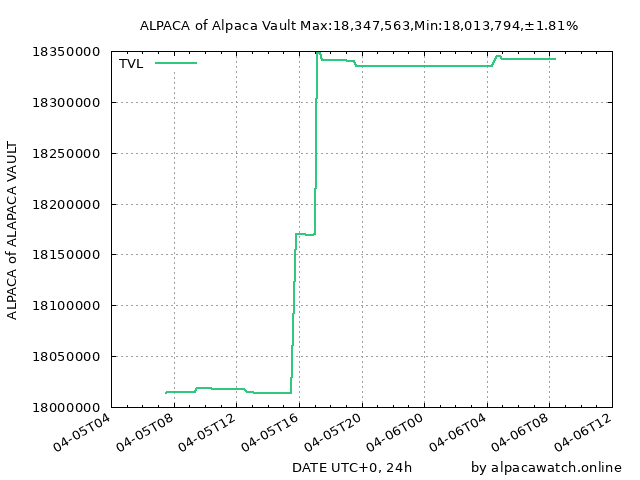 ALPACA of Alpaca Vault Max:18,347,563,Min:18,013,794,±1.81%
TVL
18350000
18300000
18250000
18200000
18150000
18100000
18050000
18000000
ALPACA of ALAPACA VAULT
04-05T04
04-05T08
04-05T12
04-05T16
04-05T20
04-06T00
04-06T04
04-06T08
04-06T12
DATE UTC+0, 24h
by alpacawatch.online